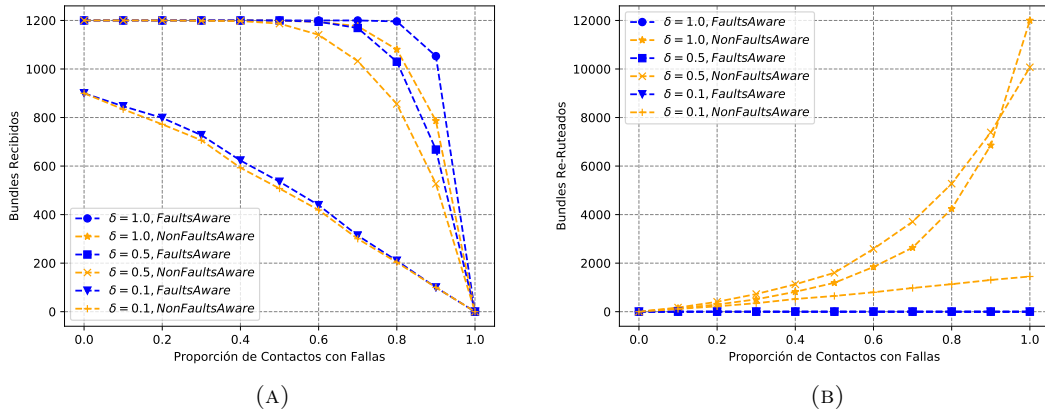 1200
1000
800
600
400
200
0
Bundles Recibidos
δ = 1.0, FaultsAware
δ = 1.0, NonFaultsAware
δ = 0.5, FaultsAware
δ = 0.5, NonFaultsAware
δ = 0.1, FaultsAware
δ = 0.1, NonFaultsAware
0.0 0.2 0.4 0.6 0.8 1.0
Proporción de Contactos con Fallas
(A)
12000
10000
8000
6000
4000
2000
0
Bundles Re-Ruteados
δ = 1.0, FaultsAware
δ = 1.0, NonFaultsAware
δ = 0.5, FaultsAware
δ = 0.5, NonFaultsAware
δ = 0.1, FaultsAware
δ = 0.1, NonFaultsAware
0.0 0.2 0.4 0.6 0.8 1.0
Proporción de Contactos con Fallas
(B)